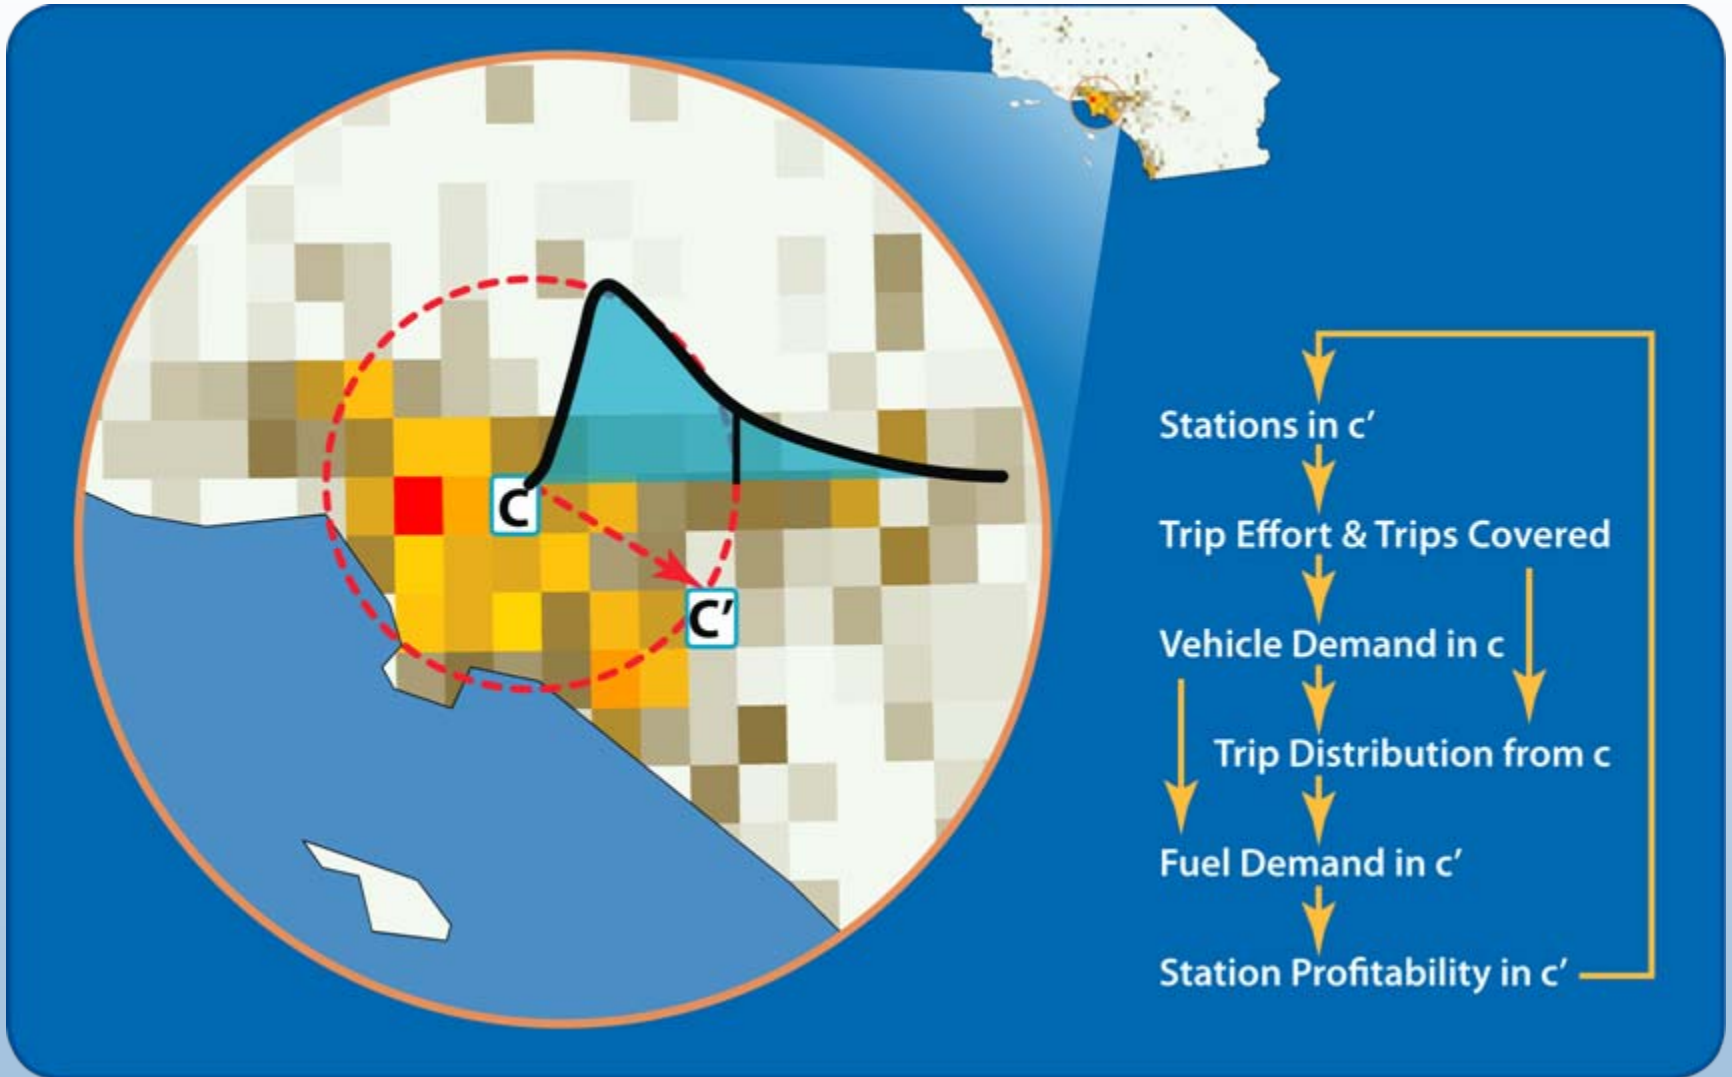 C
C′
Stations in c′
Trip Effort & Trips Covered
Vehicle Demand in c
Trip Distribution from c
Fuel Demand in c′
Station Profitability in c′